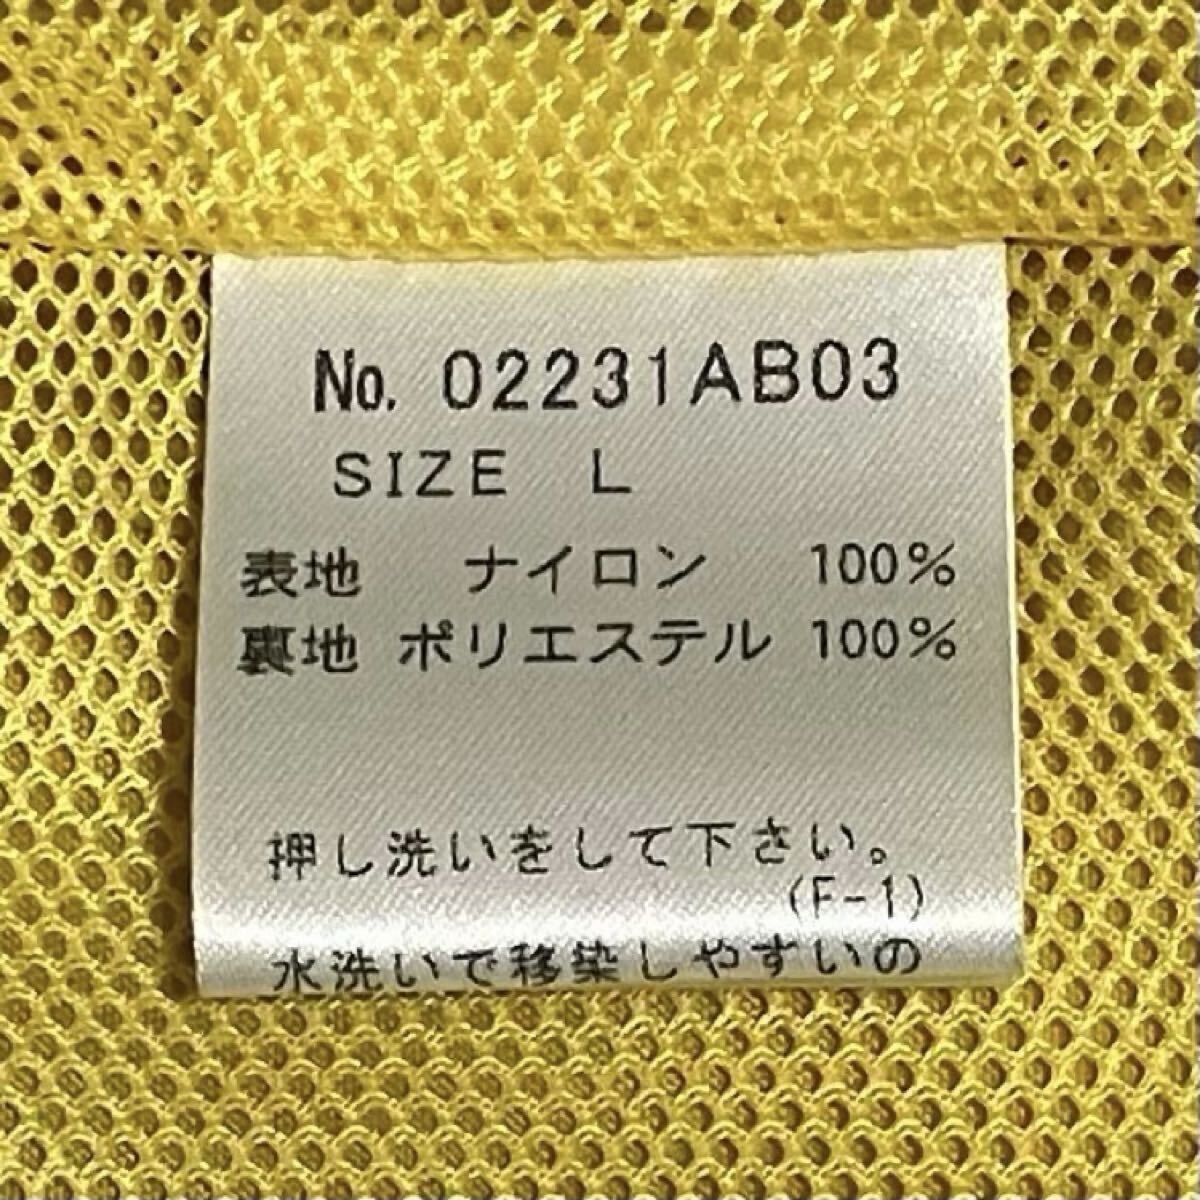 No. 02231AB03
SIZE L
表地 ナイロン 100%
裏地 ポリエステル 100%
押し洗いをして下さい。
(F-1)
水洗いで移染しやすいの